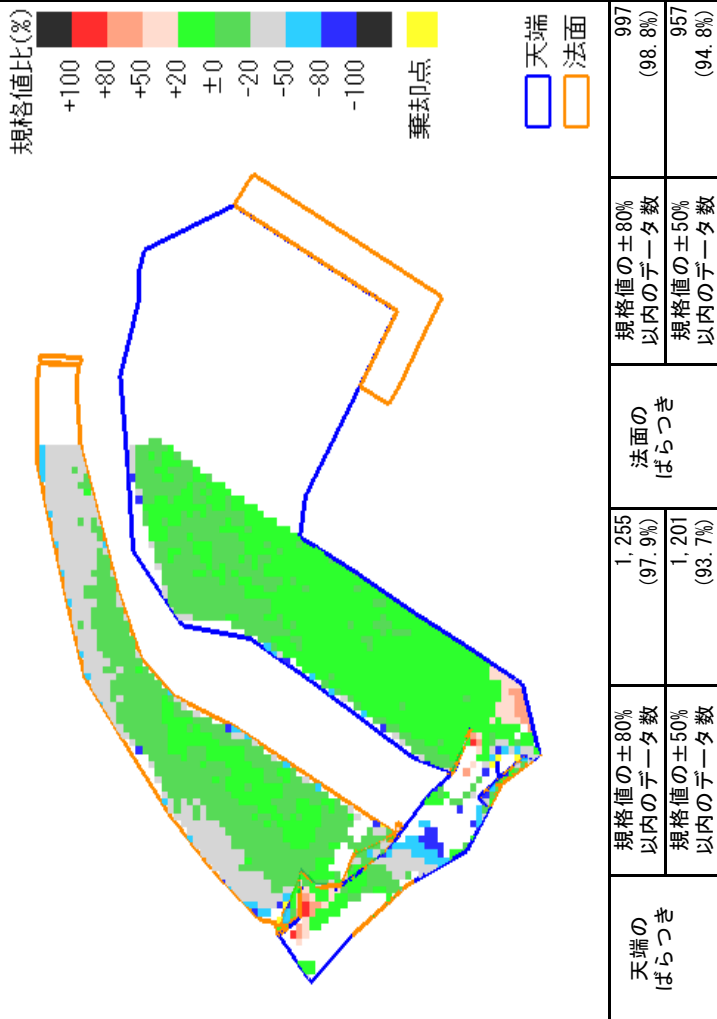 規格値比(%)
+100
+80
+50
+20
±0
-20
-50
-80
-100
棄却点
天端
法面
天端の
ばらつき
規格値の±80%
以内のデータ数
1,255
(97.9%)
規格値の±50%
以内のデータ数
1,201
(93.7%)
法面の
ばらつき
規格値の±80%
以内のデータ数
997
(98.8%)
規格値の±50%
以内のデータ数
957
(94.8%)